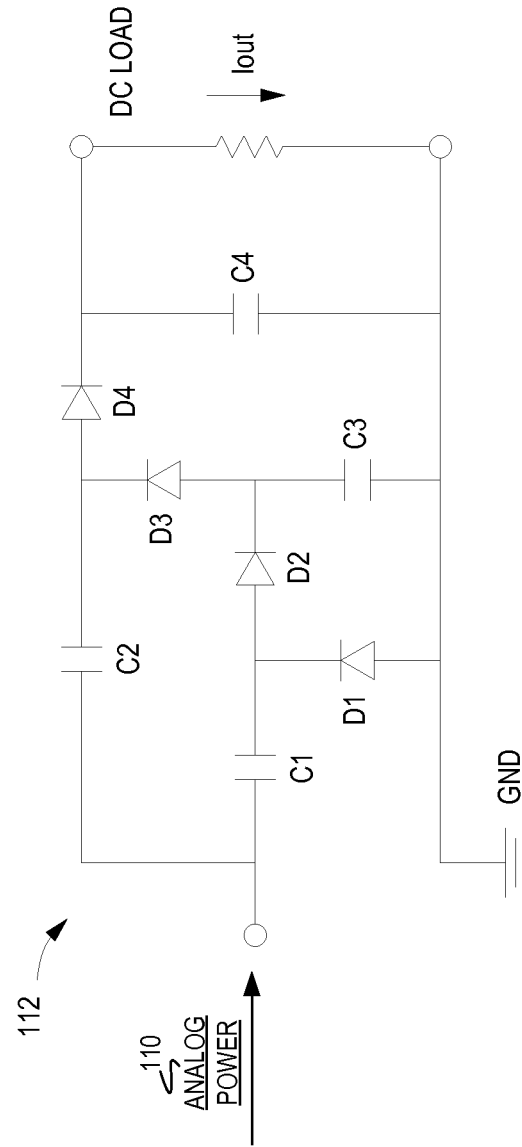 112
110
ANALOG
POWER
C2
D4
DC LOAD
Iout
D3
C4
C1
D2
C3
D1
GND